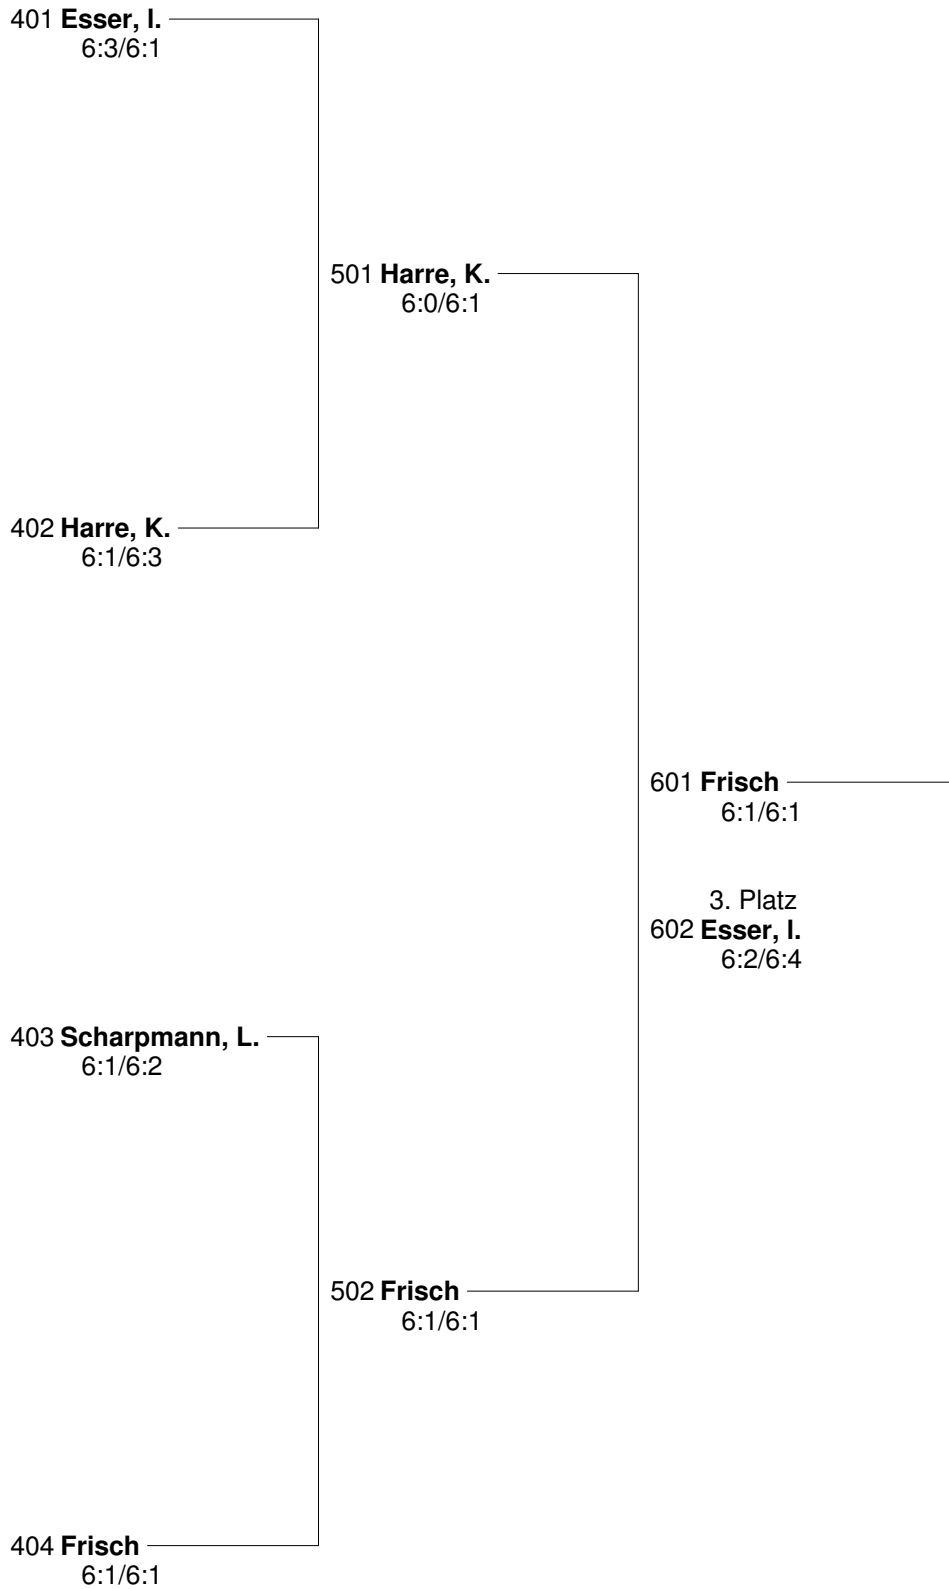 401 Esser, I.
6:3/6:1
501 Harre, K.
6:0/6:1
402 Harre, K.
6:1/6:3
601 Frisch
6:1/6:1
3. Platz
602 Esser, I.
6:2/6:4
403 Scharpmann, L.
6:1/6:2
502 Frisch
6:1/6:1
404 Frisch
6:1/6:1